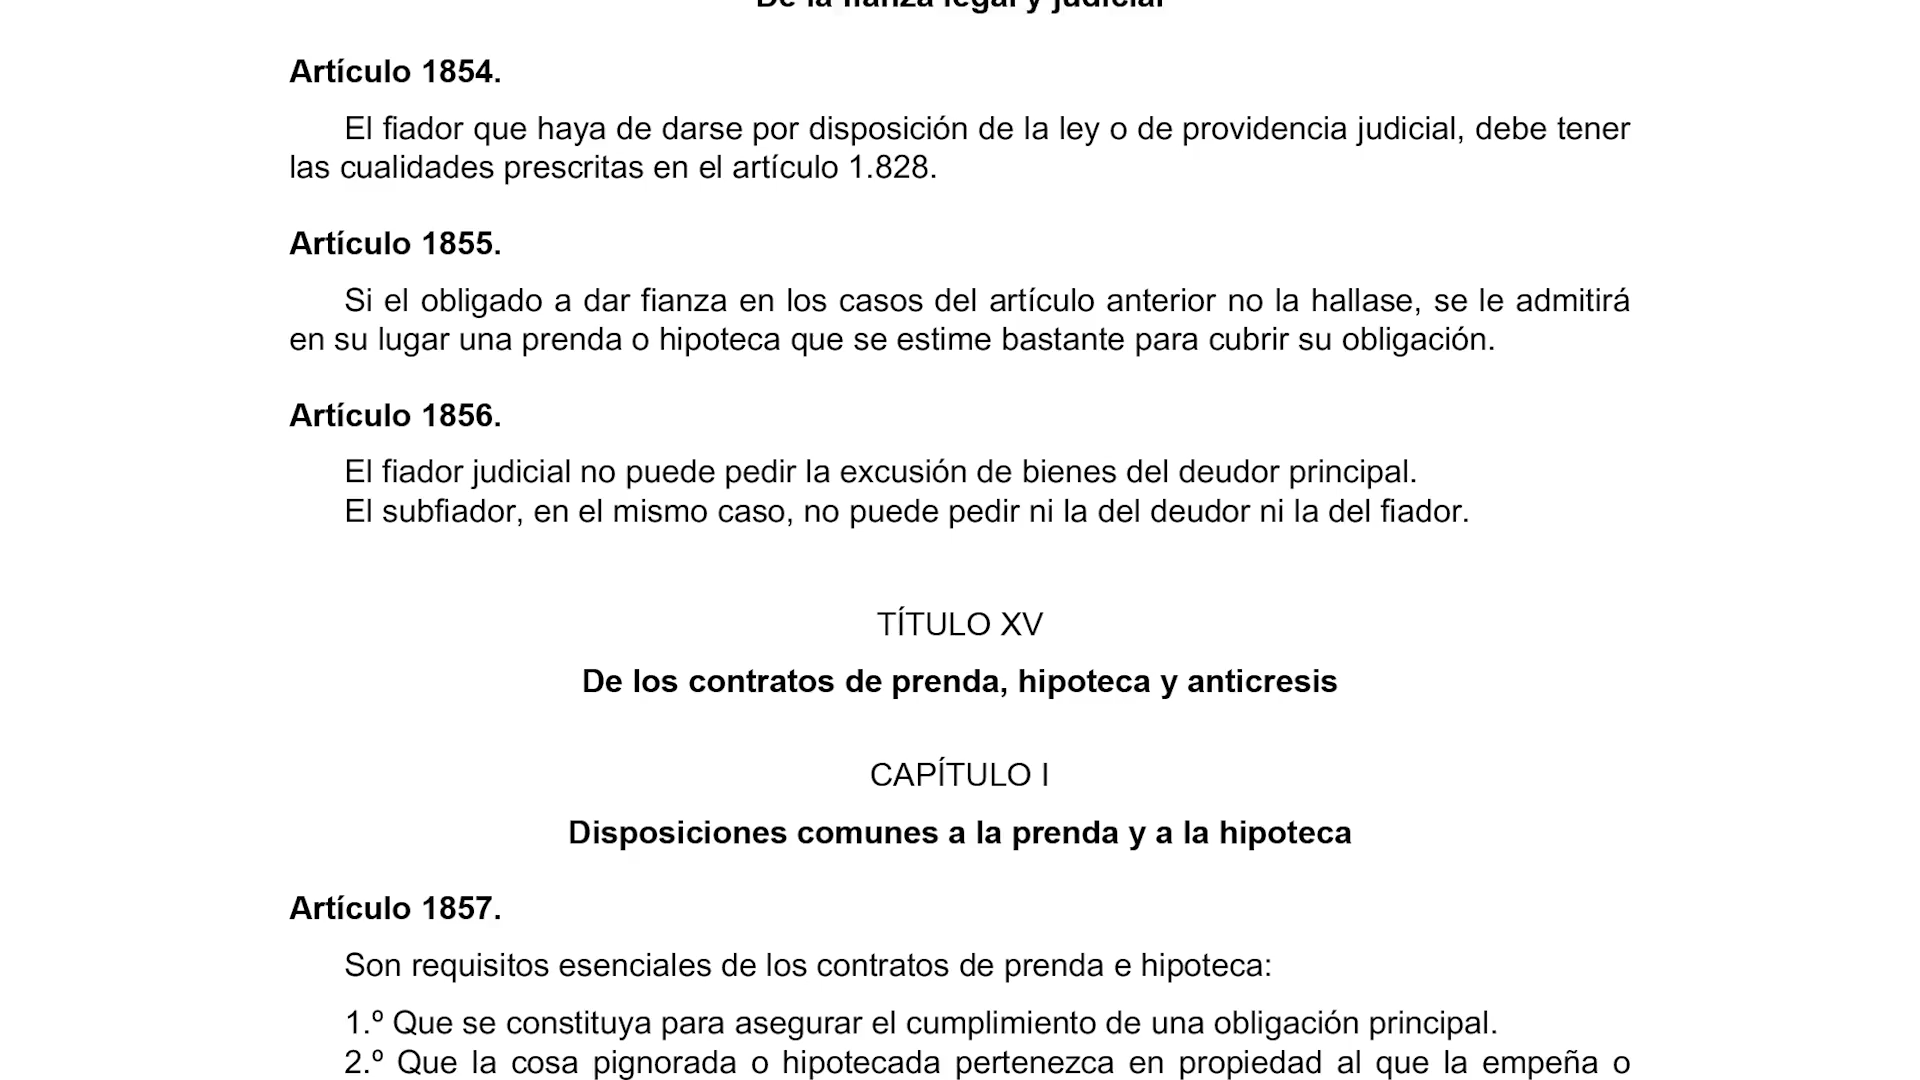 De la fianza legal y judicial
Artículo 1854.
El fiador que haya de darse por disposición de la ley o de providencia judicial, debe tener
las cualidades prescritas en el artículo 1.828.
Artículo 1855.
Si el obligado a dar fianza en los casos del artículo anterior no la hallase, se le admitirá
en su lugar una prenda o hipoteca que se estime bastante para cubrir su obligación.
Artículo 1856.
El fiador judicial no puede pedir la excusión de bienes del deudor principal.
El subfiador, en el mismo caso, no puede pedir ni la del deudor ni la del fiador.
TÍTULO XV
De los contratos de prenda, hipoteca y anticresis
CAPÍTULO I
Disposiciones comunes a la prenda y a la hipoteca
Artículo 1857.
Son requisitos esenciales de los contratos de prenda e hipoteca:
1.º Que se constituya para asegurar el cumplimiento de una obligación principal.
2.º Que la cosa pignorada o hipotecada pertenezca en propiedad al que la empeña o